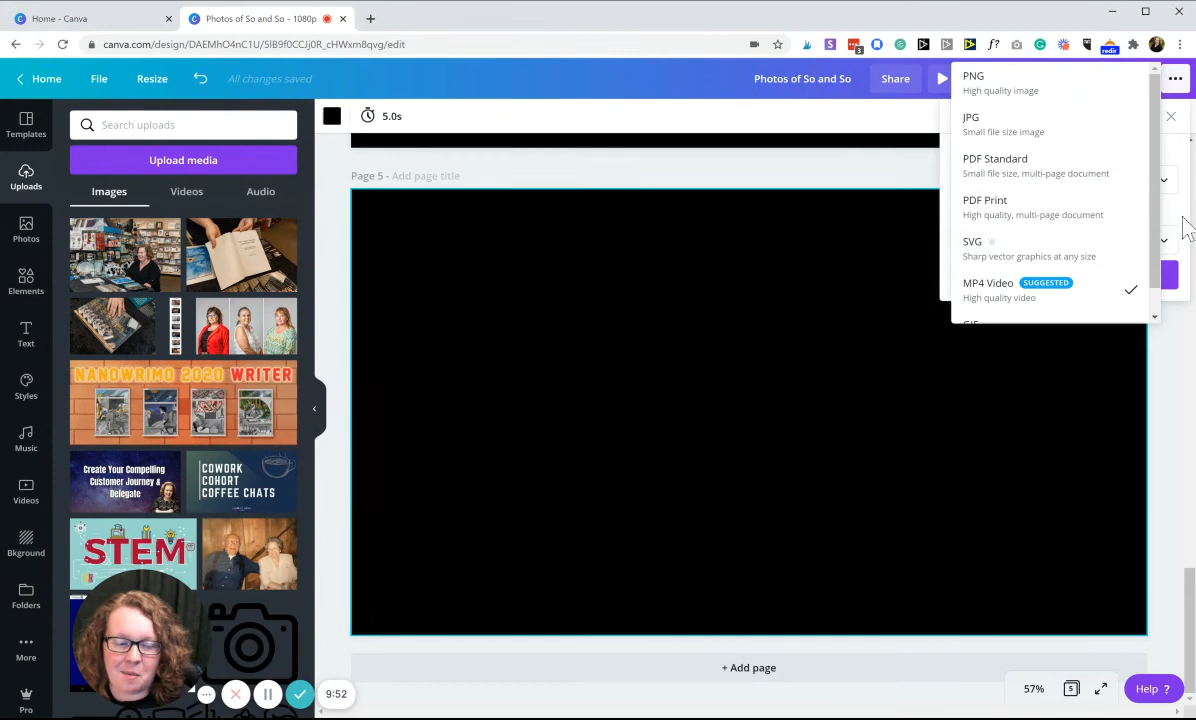 Home - Canva
Photos of So and So - 1080p
canva.com/design/DAEMhO4nC1U/5lB9f0CCJj0R_cHWxm8qvg/edit
3
f?
redir
Home
File
Resize
All changes saved
Photos of So and So
Share
Templates
Uploads
Photos
Elements
Text
Styles
Music
Videos
Bkground
Folders
More
Pro
Search uploads
Upload media
Images
Videos
Audio
NANOWRIMO 2020 WRITER
Create Your Compelling
Customer Journey &
Delegate
COWORK
COHORT
COFFEE CHATS
STEM
5.0s
Page 5 - Add page title
PNG
High quality image
JPG
Small file size image
PDF Standard
Small file size, multi-page document
PDF Print
High quality, multi-page document
SVG
Sharp vector graphics at any size
MP4 Video SUGGESTED
High quality video
+ Add page
9:52
57%
5
Help ?